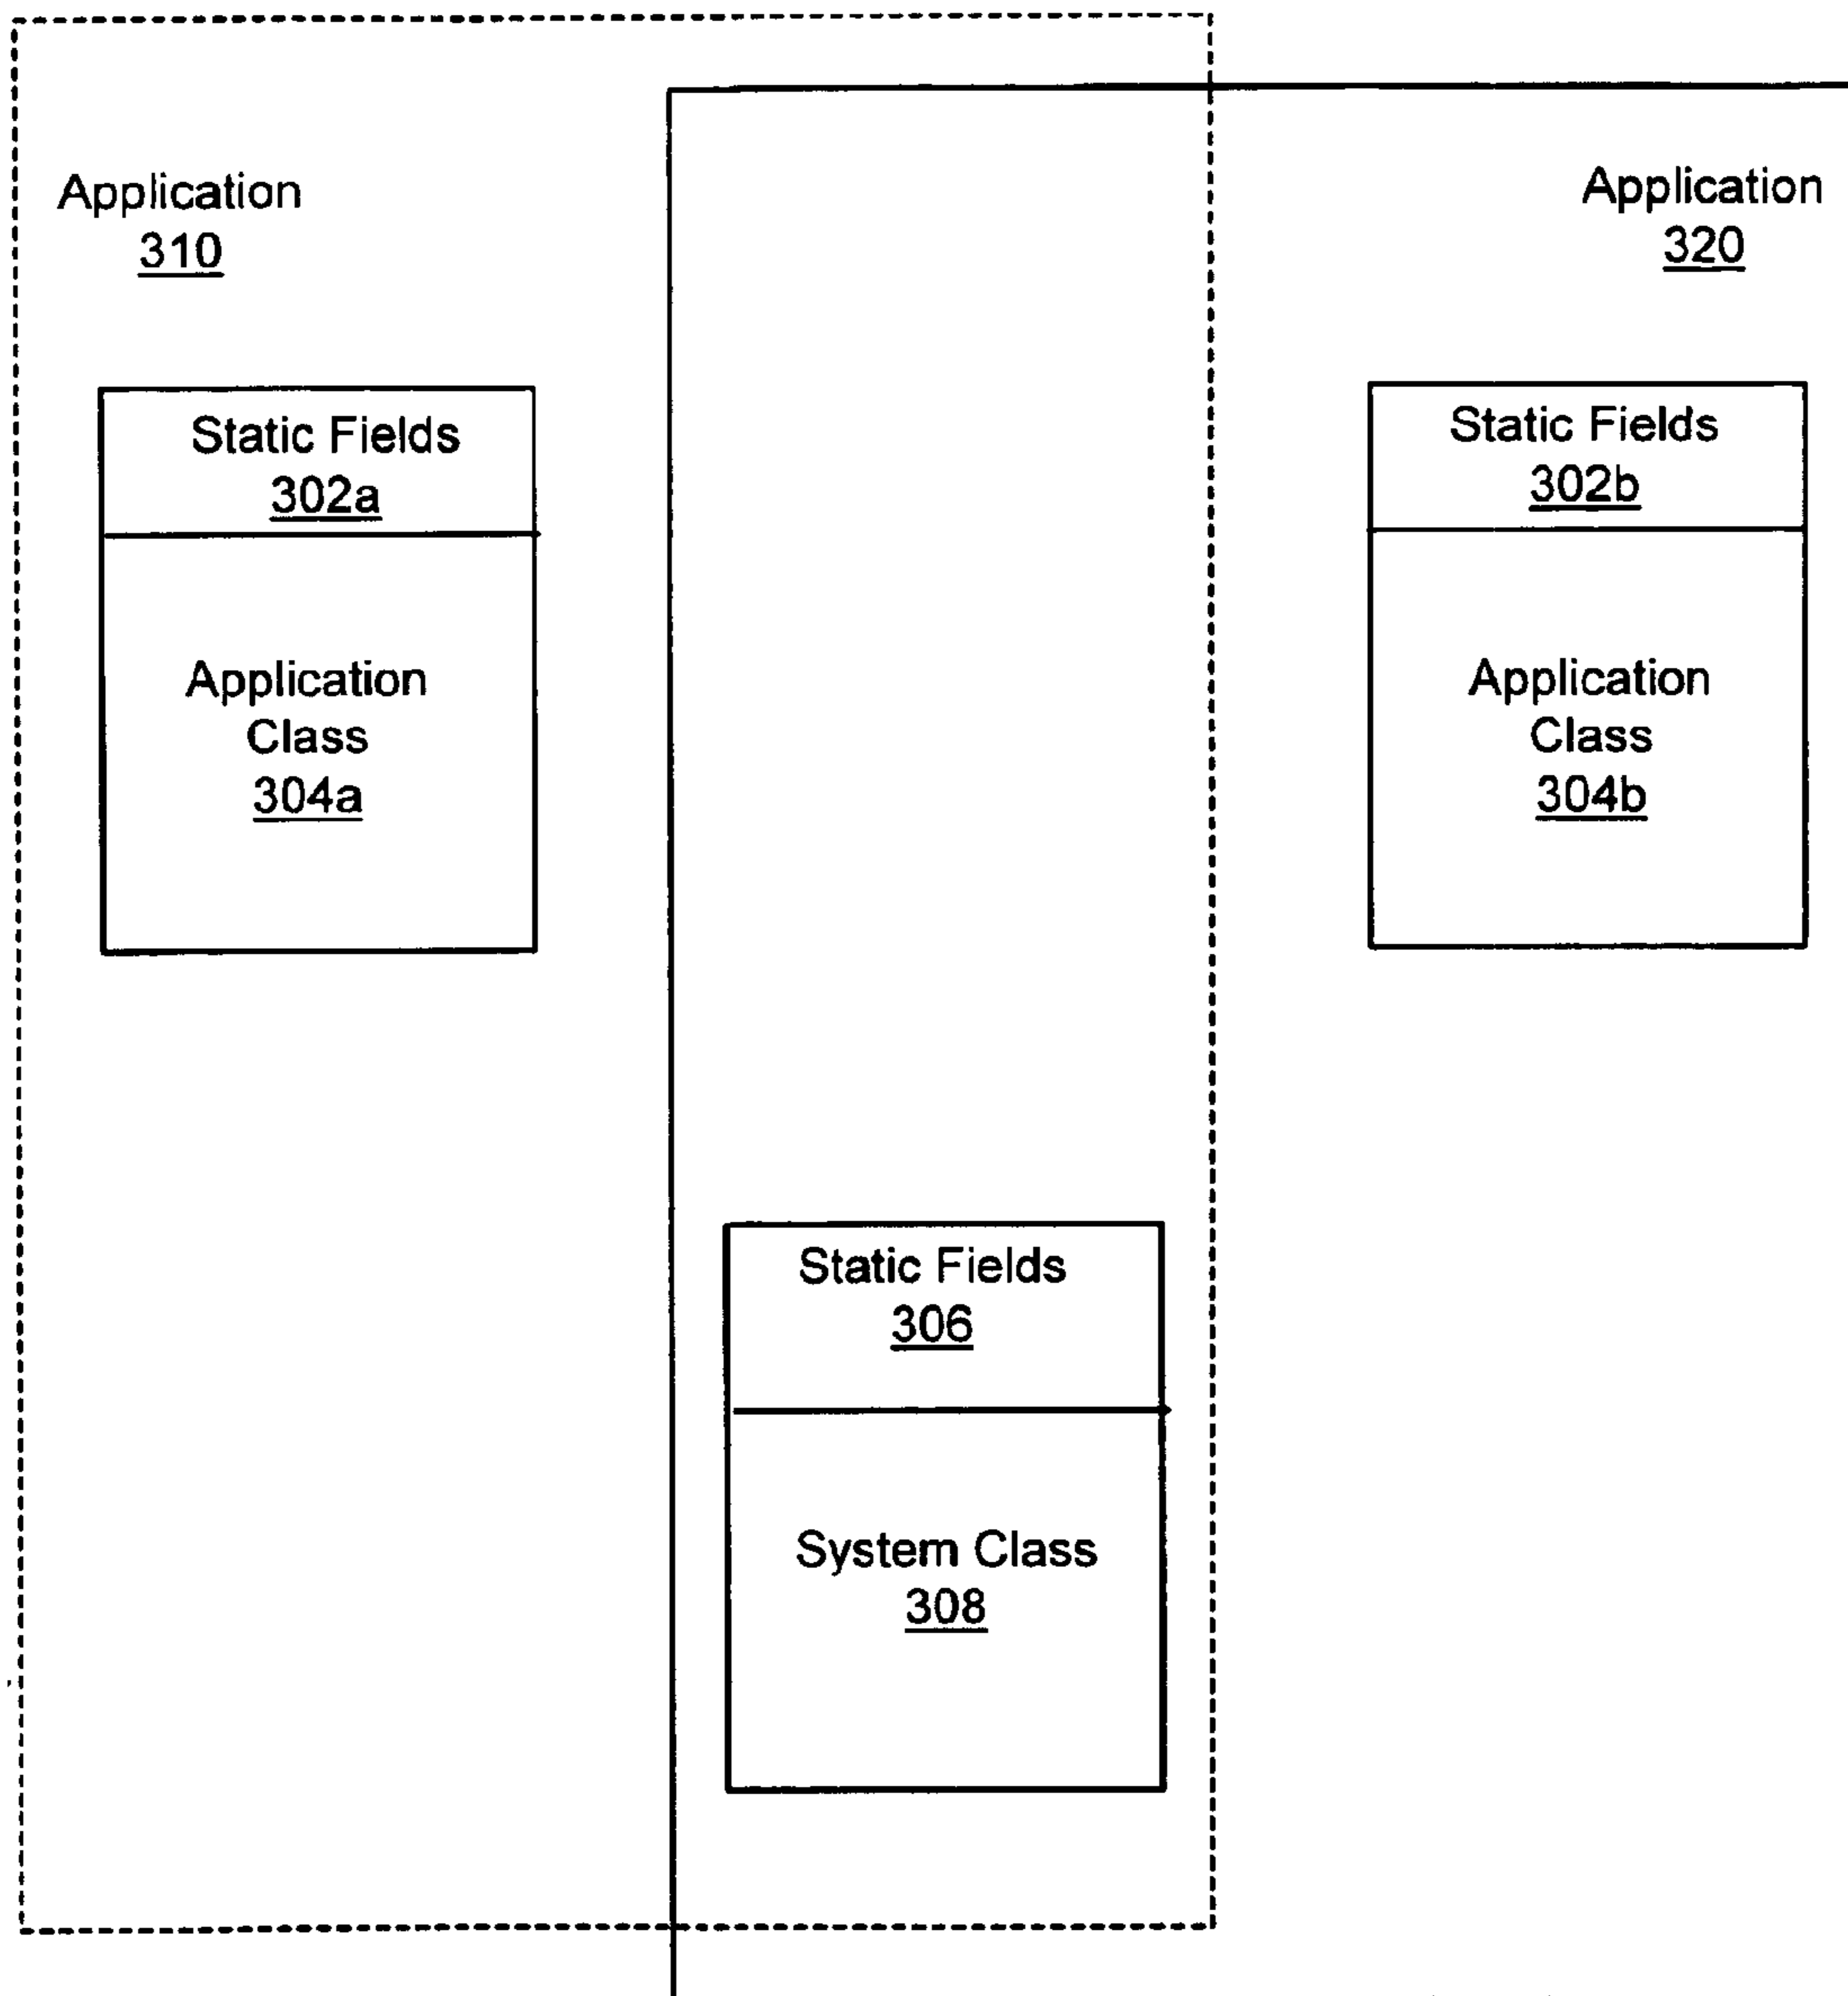 Application
310
Application
320
Static Fields
302a
Application
Class
304a
Static Fields
302b
Application
Class
304b
Static Fields
306
System Class
308